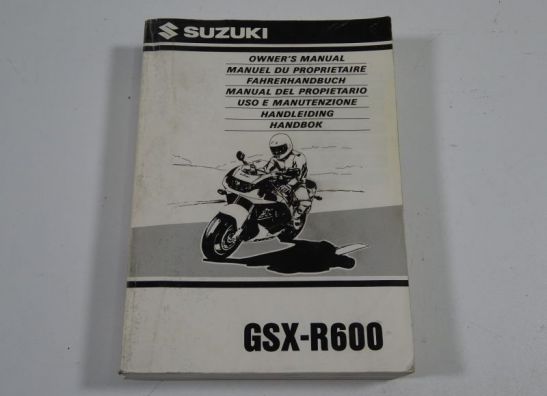 SUZUKI
OWNER'S MANUAL
MANUEL DU PROPRIETAIRE
FAHRERHANDBUCH
MANUAL DEL PROPIETARIO
USO E MANUTENZIONE
HANDLEIDING
HANDBOK
GSX-R600